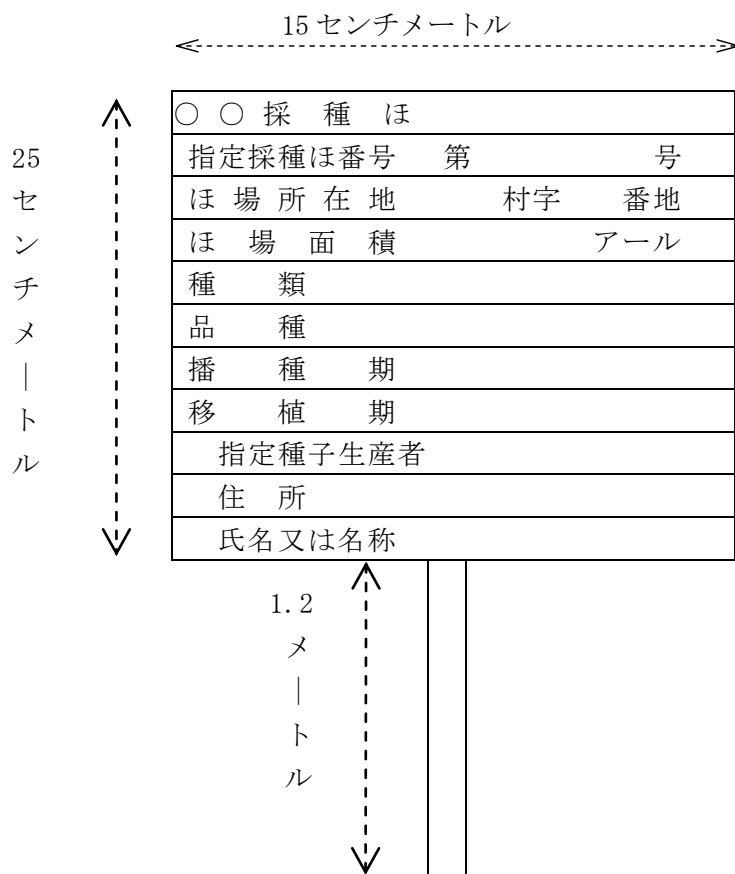 15センチメートル
25センチメートル
○○採種ほ
指定採種ほ番号 第 号
ほ場所在地 村字 番地
ほ場面積 アール
種類
品種
播種期
移植期
指定種子生産者
住所
氏名又は名称
1.2メートル